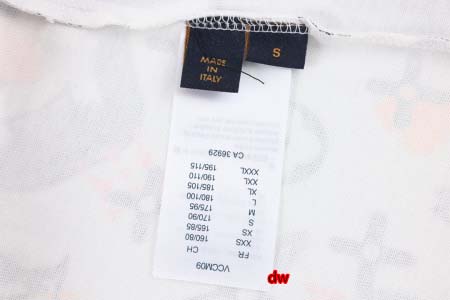 MADE
IN
ITALY
S
VCCM09
FR CH
XXS 160/80
XS 165/85
S 170/90
M 175/95
L 180/100
XL 185/105
XXL 190/110
XXXL 195/115
CA 36929
dw